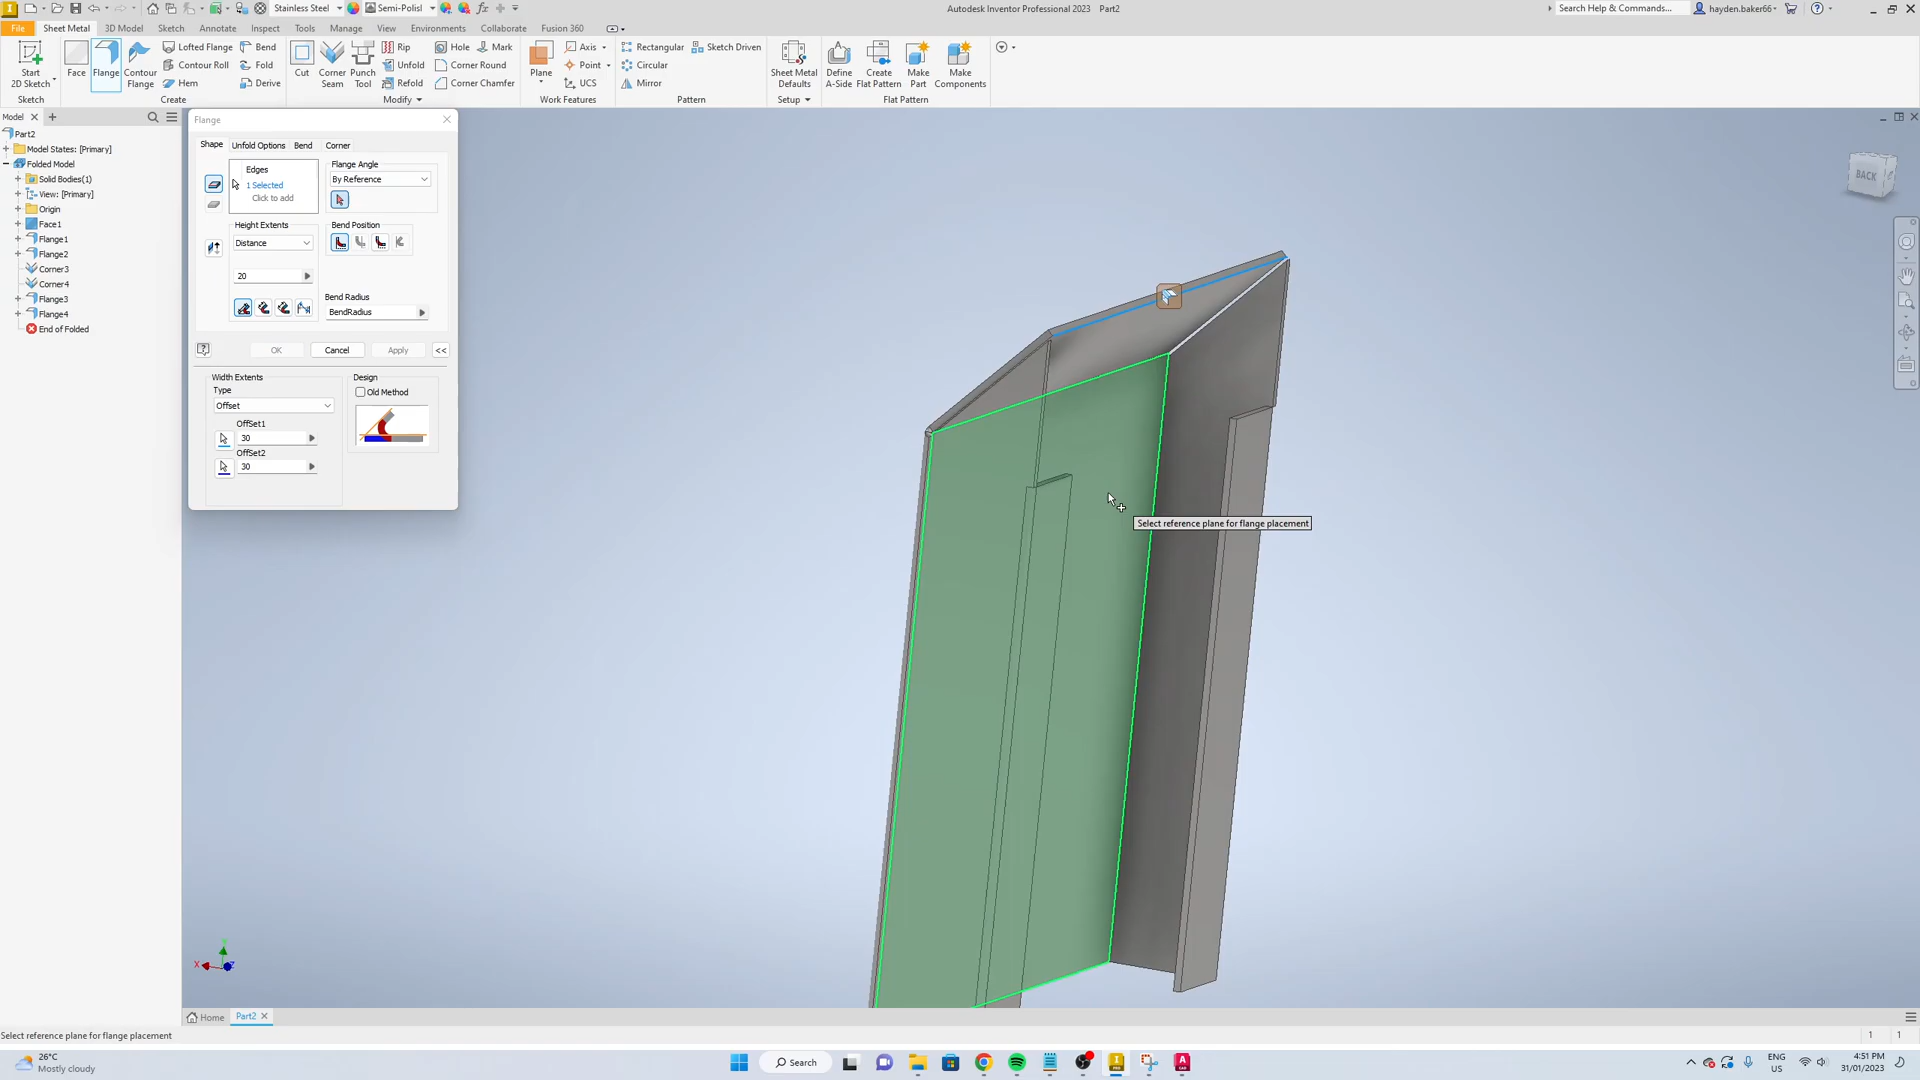 Stainless Steel
Semi-Polisl
Autodesk Inventor Professional 2023 Part2
Search Help & Commands...
hayden.baker66
File Sheet Metal 3D Model Sketch Annotate Inspect Tools Manage View Environments Collaborate Fusion 360
Start 2D Sketch
Face
Flange
Contour Flange
Lofted Flange
Contour Roll
Hem
Bend
Fold
Derive
Cut
Corner Seam
Punch Tool
Rip
Unfold
Refold
Hole
Mark
Corner Round
Corner Chamfer
Plane
Axis
Point
UCS
Rectangular
Circular
Mirror
Sketch Driven
Sheet Metal Defaults
Define A-Side
Create Flat Pattern
Make Part
Make Components
Sketch Create Modify Work Features Pattern Setup Flat Pattern
Model
Part2
Model States: [Primary]
Folded Model
Solid Bodies(1)
View: [Primary]
Origin
Face1
Flange1
Flange2
Corner3
Corner4
Flange3
Flange4
End of Folded
Flange
Shape Unfold Options Bend Corner
Edges
1 Selected
Click to add
Flange Angle
By Reference
Height Extents
Distance
20
Bend Position
Bend Radius
BendRadius
OK Cancel Apply <<
Width Extents
Type
Offset
OffSet1
30
OffSet2
30
Design
Old Method
BACK
Select reference plane for flange placement
X
Z
Home Part2
Select reference plane for flange placement
1 1
26°C
Mostly cloudy
Search
ENG
US
4:51 PM
31/01/2023